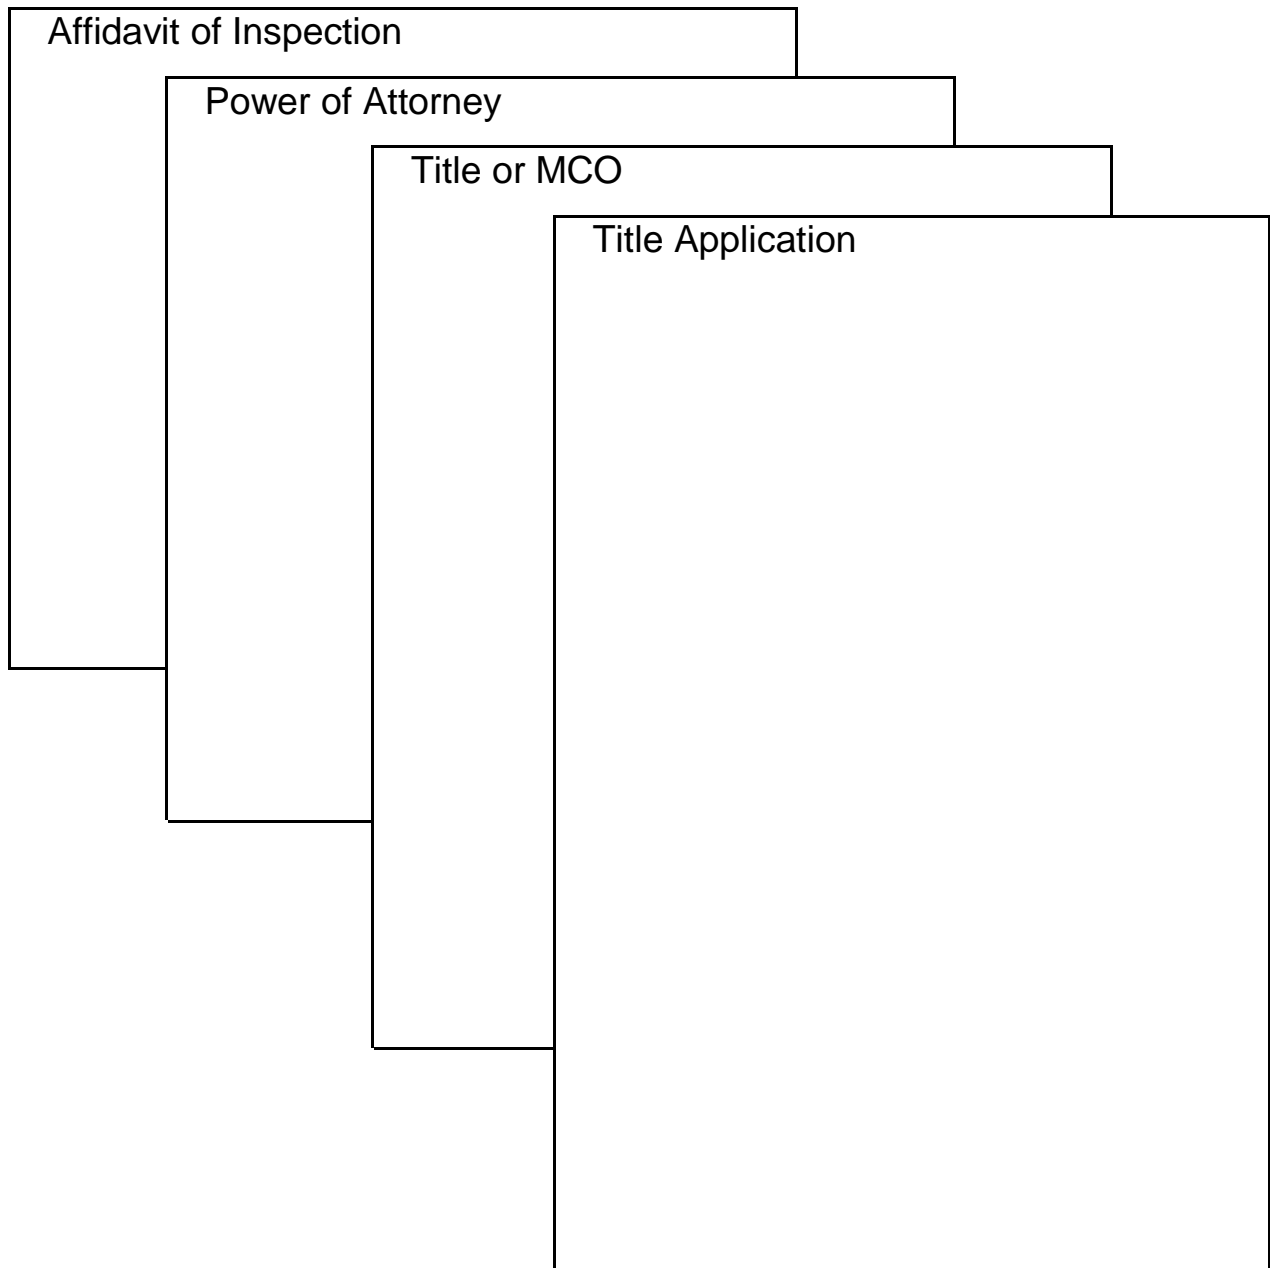 Affidavit of Inspection
Power of Attorney
Title or MCO
Title Application